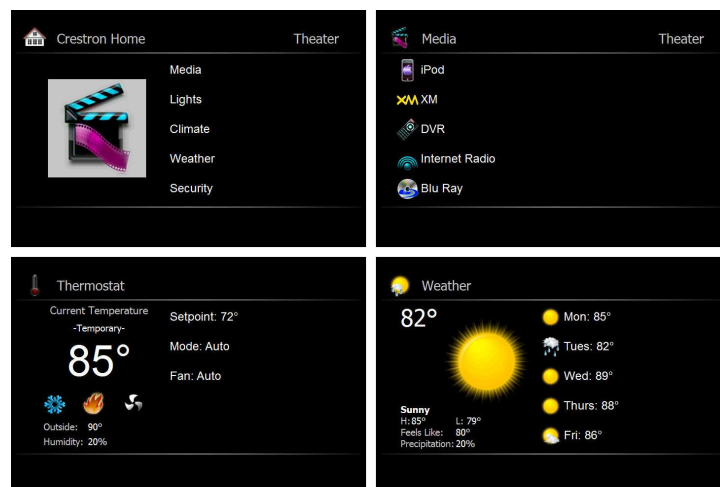 Crestron Home Theater
Media
Lights
Climate
Weather
Security
Media Theater
iPod
XM XM
DVR
Internet Radio
Blu Ray
Thermostat
Current Temperature
-Temporary-
85°
Outside: 90°
Humidity: 20%
Setpoint: 72°
Mode: Auto
Fan: Auto
Weather
82°
Sunny
H: 85° L: 79°
Feels Like: 80°
Precipitation: 20%
Mon: 85°
Tues: 82°
Wed: 89°
Thurs: 88°
Fri: 86°